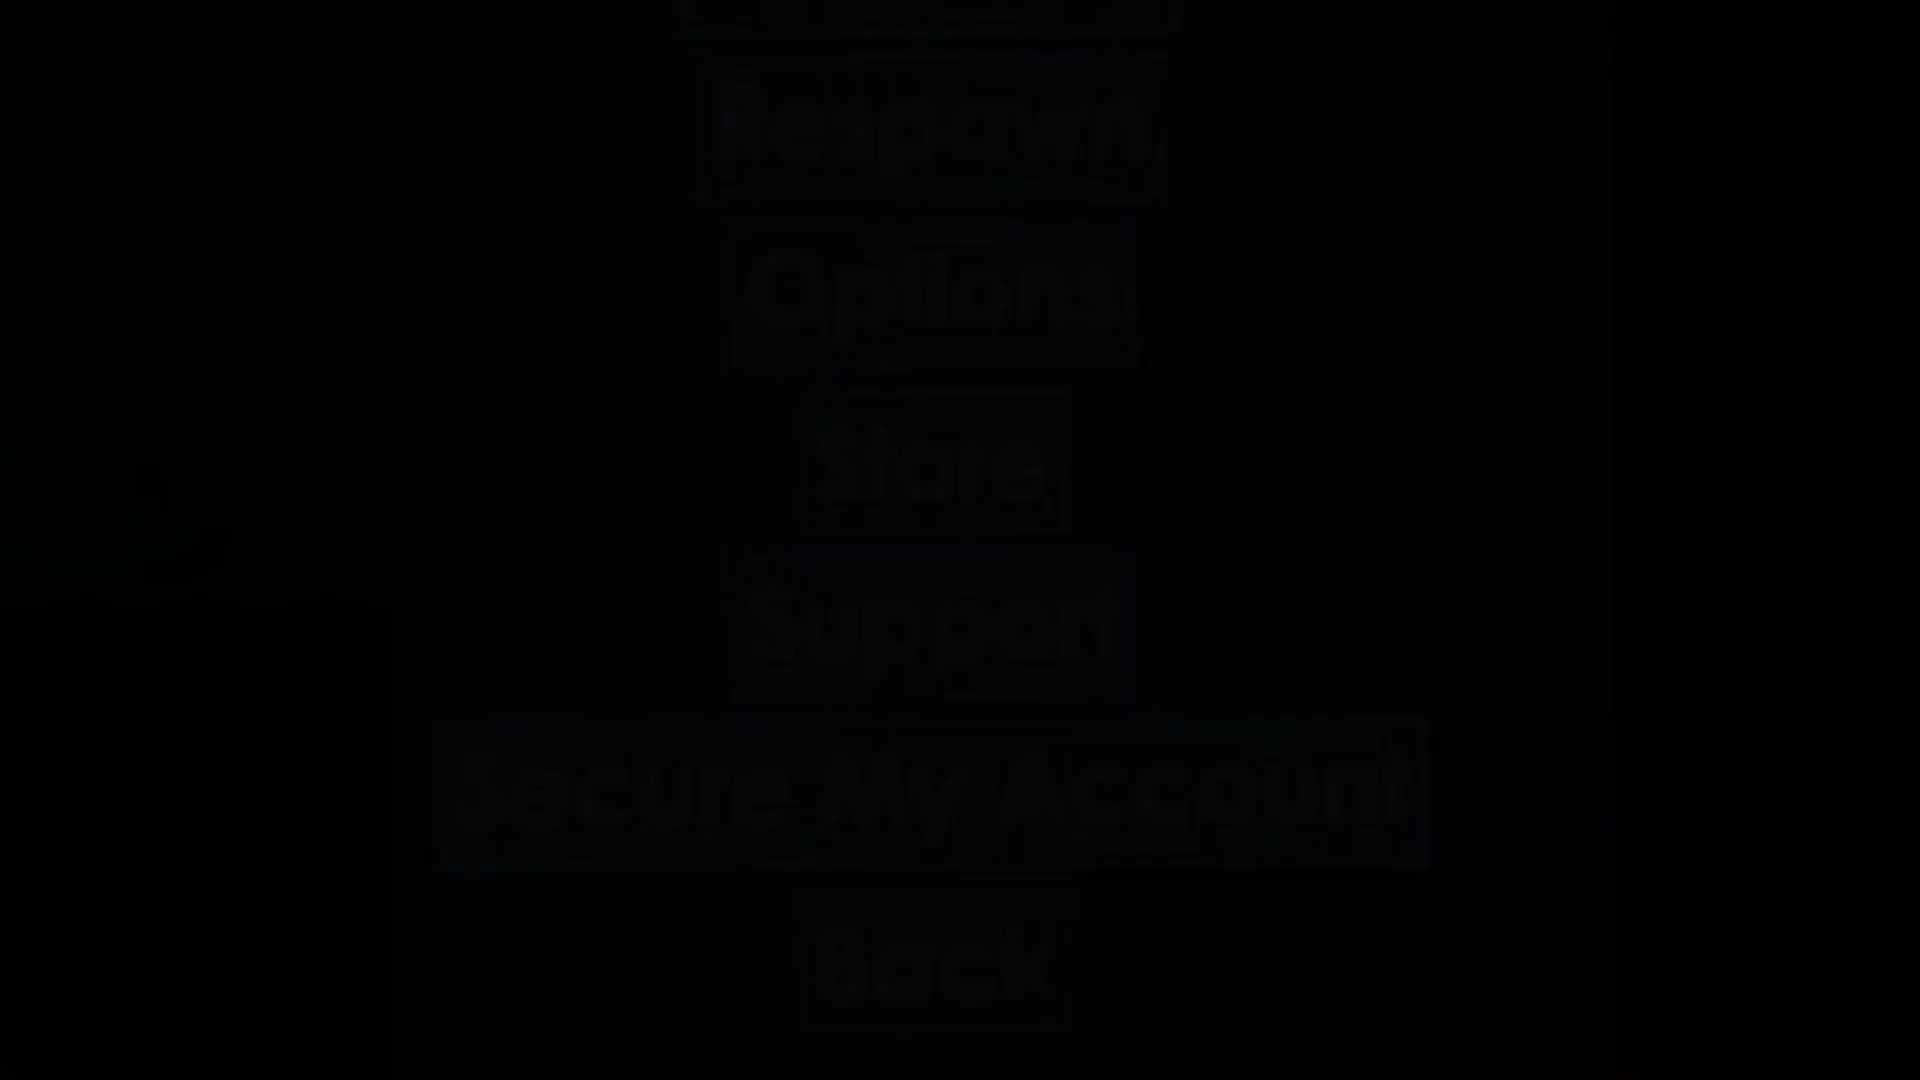 Respawn
Options
Store
Support
Secure My Account
Back